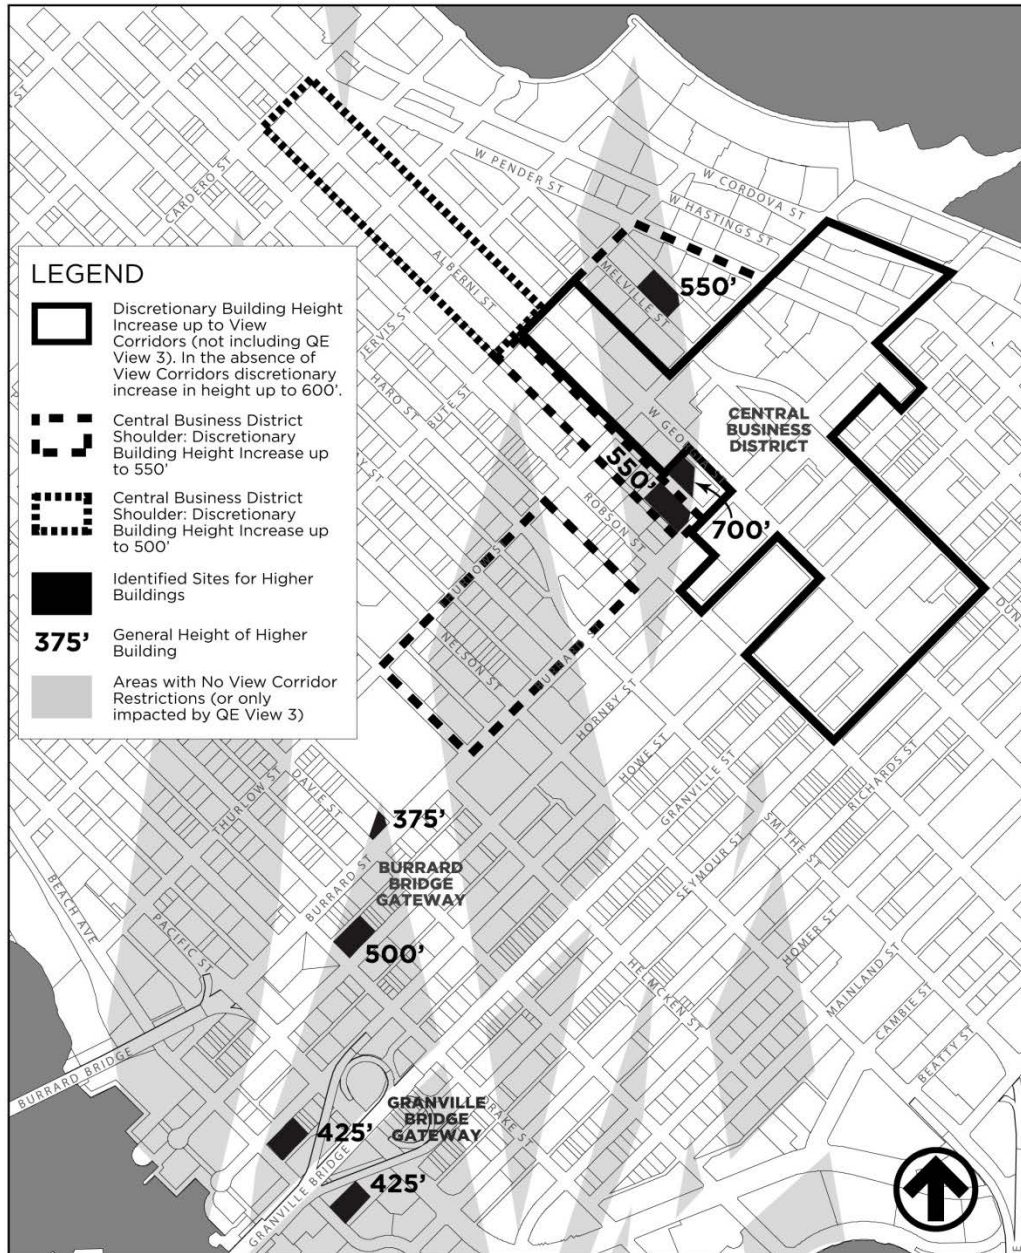 ST
CARDERO ST
W PENDER ST
W CORDOVA ST
W HASTINGS ST
ALBERNI ST
MELVILLE ST
550'
LEGEND
Discretionary Building Height
Increase up to View
Corridors (not including QE
View 3). In the absence of
View Corridors discretionary
increase in height up to 600'.
Central Business District
Shoulder: Discretionary
Building Height Increase up
to 550'
Central Business District
Shoulder: Discretionary
Building Height Increase up
to 500'
Identified Sites for Higher
Buildings
375'
General Height of Higher
Building
Areas with No View Corridor
Restrictions (or only
impacted by QE View 3)
HARO ST
BUTE ST
CENTRAL
BUSINESS
DISTRICT
550'
700'
ROBSON ST
NELSON ST
HORNBY ST
HOWE ST
GRANVILLE ST
RICHARDS ST
SMITHE ST
SEYMOUR ST
THURLOW ST
DAVIE ST
375'
BURRARD
BRIDGE
GATEWAY
BURRARD ST
500'
BEACH AVE
PACIFIC ST
HOMER ST
MAINLAND ST
HELMCKEN ST
CAMBIE ST
BEATTY ST
BURRARD BRIDGE
GRANVILLE
BRIDGE
GATEWAY
425'
425'
GRANVILLE BRIDGE